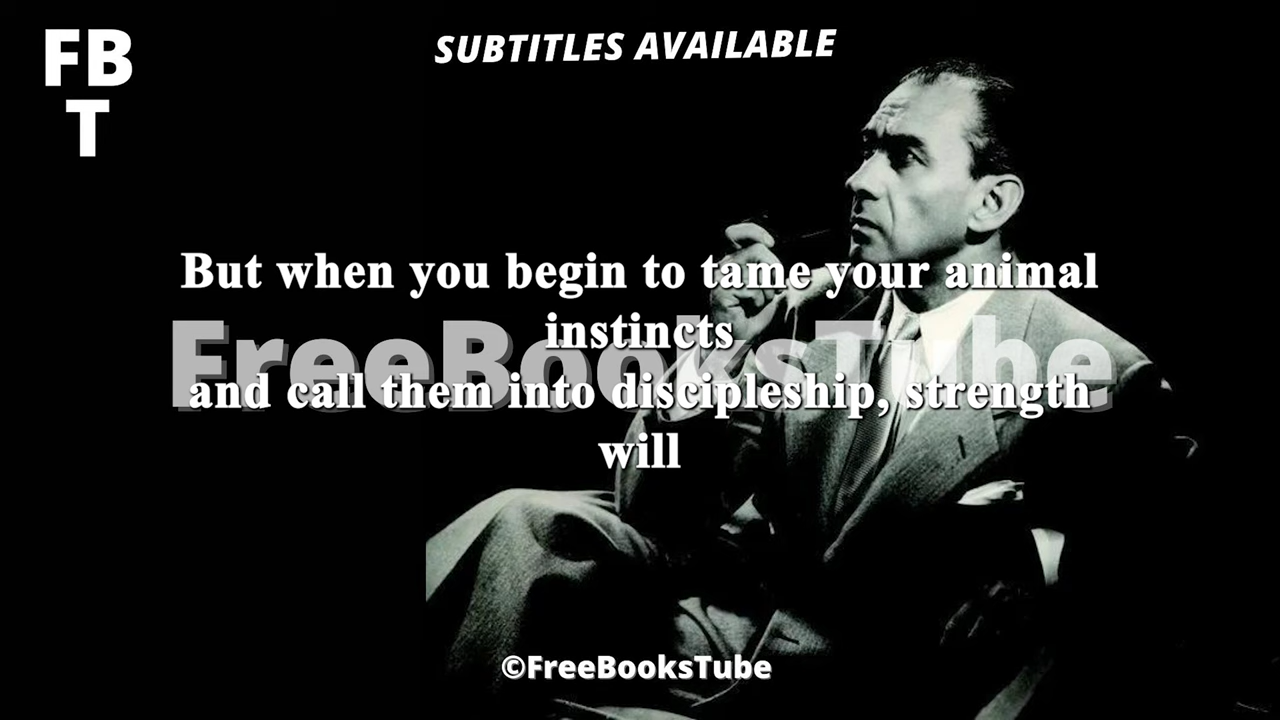 FB
T
SUBTITLES AVAILABLE
But when you begin to tame your animal
instincts
FreeBooksTube
and call them into discipleship, strength
will
©FreeBooksTube